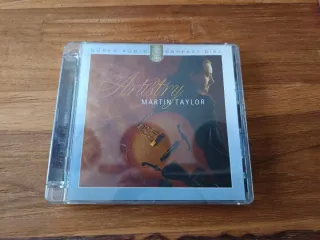 SUPER AUDIO COMPACT DISC
Artistry
MARTIN TAYLOR